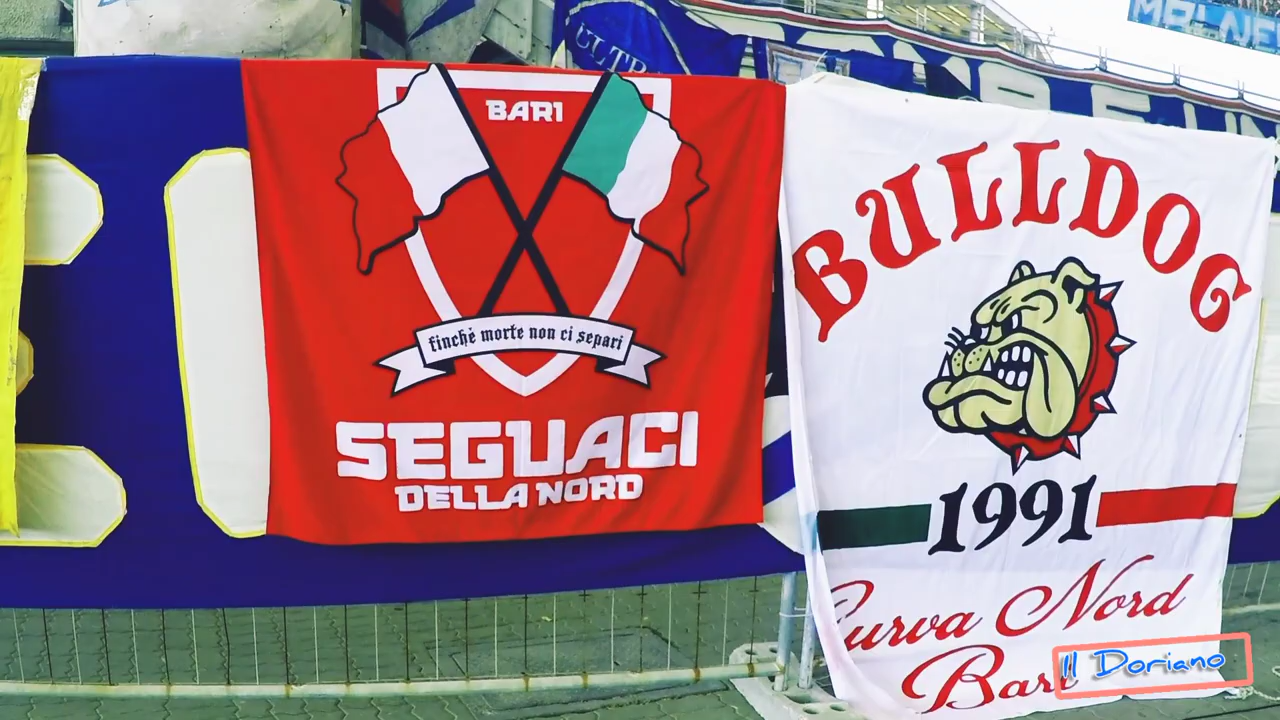 BARI
finchè morte non ci separi
SEGUACI
DELLA NORD
BULLDOG
1991
Curva Nord
Bari
Il Doriano
ULTR